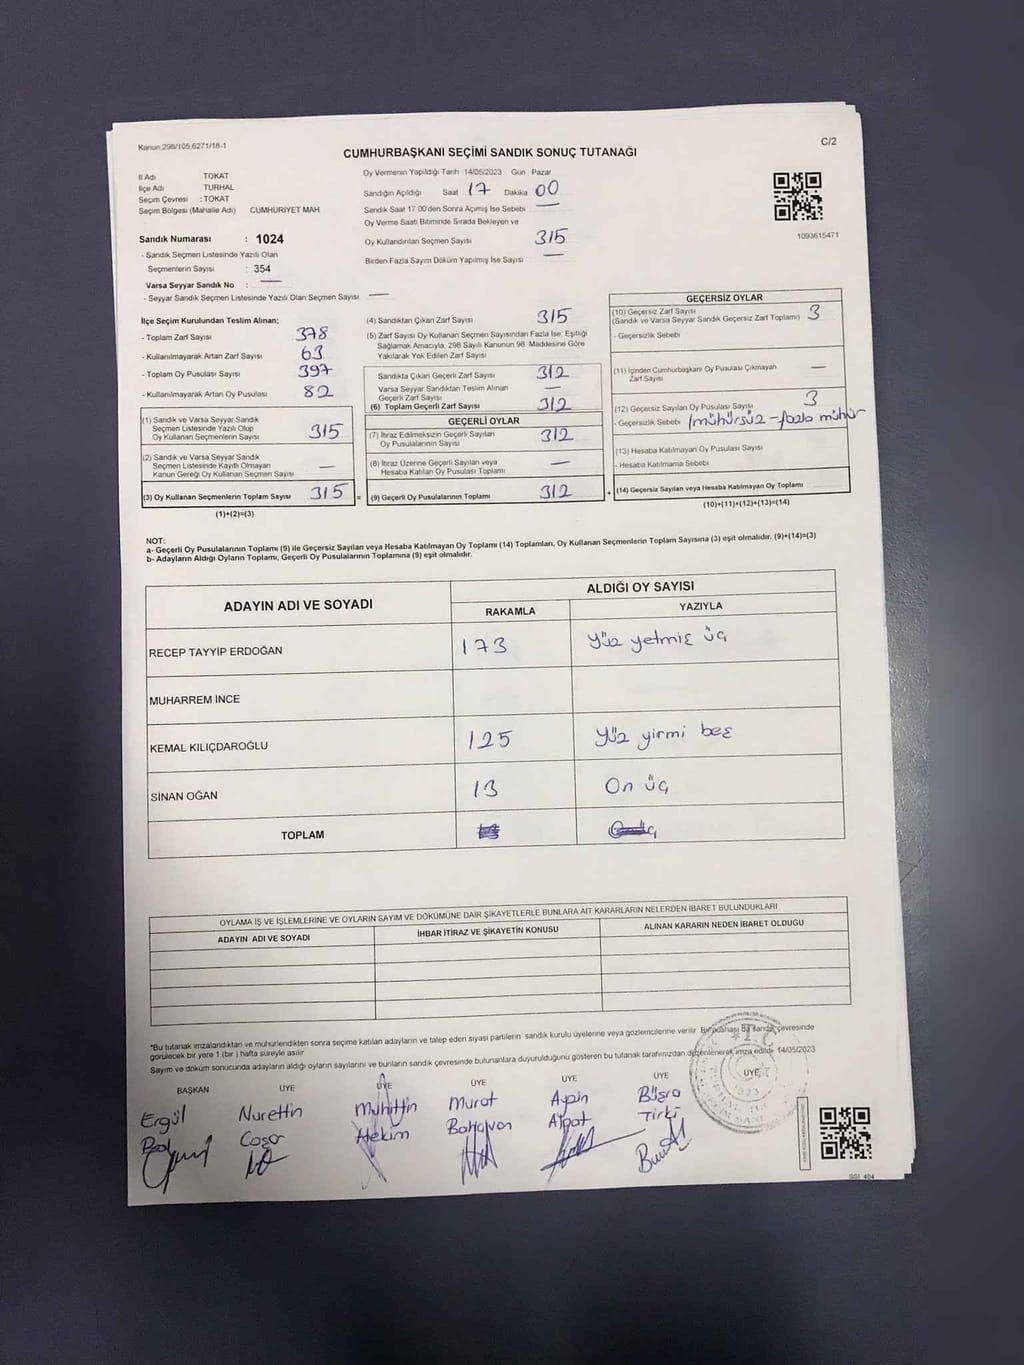 Kanun:298/105,6271/18-1
C/2
CUMHURBAŞKANI SEÇİMİ SANDIK SONUÇ TUTANAĞI
İl Adı TOKAT
İlçe Adı TURHAL
Seçim Çevresi : TOKAT
Seçim Bölgesi (Mahalle Adı) CUMHURİYET MAH
Oy Vermenin Yapıldığı Tarih 14/05/2023 Gün Pazar
Sandığın Açıldığı Saat 17 Dakika 00
Sandık Saat 17:00'den Sonra Açmış İse Sebebi —
Oy Verme Saati Bitiminde Sırada Bekleyen ve
Oy Kullandırılan Seçmen Sayısı 315
Birden Fazla Sayım Döküm Yapılmış İse Sayısı —
1093615471
Sandık Numarası : 1024
- Sandık Seçmen Listesinde Yazılı Olan
Seçmenlerin Sayısı : 354
Varsa Seyyar Sandık No : —
- Seyyar Sandık Seçmen Listesinde Yazılı Olan Seçmen Sayısı —
İlçe Seçim Kurulundan Teslim Alınan;
- Toplam Zarf Sayısı 378
- Kullanılmayarak Artan Zarf Sayısı 63
- Toplam Oy Pusulası Sayısı 397
- Kullanılmayarak Artan Oy Pusulası 82
(1) Sandık ve Varsa Seyyar Sandık
Seçmen Listesinde Yazılı Olup
Oy Kullanan Seçmenlerin Sayısı 315
(2) Sandık ve Varsa Seyyar Sandık
Seçmen Listesinde Kayıtlı Olmayan
Kanun Gereği Oy Kullanan Seçmen Sayısı —
(3) Oy Kullanan Seçmenlerin Toplam Sayısı 315 =
(1)+(2)=(3)
(4) Sandıktan Çıkan Zarf Sayısı 315
(5) Zarf Sayısı Oy Kullanan Seçmen Sayısından Fazla İse, Eşitliği
Sağlamak Amacıyla, 298 Sayılı Kanunun 98. Maddesine Göre
Yakılarak Yok Edilen Zarf Sayısı
Sandıkta Çıkan Geçerli Zarf Sayısı 312
Varsa Seyyar Sandıktan Teslim Alınan
Geçerli Zarf Sayısı —
(6) Toplam Geçerli Zarf Sayısı 312
GEÇERLİ OYLAR
(7) İtiraz Edilmeksizin Geçerli Sayılan
Oy Pusulalarının Sayısı 312
(8) İtiraz Üzerine Geçerli Sayılan veya
Hesaba Katılan Oy Pusulası Toplamı —
(9) Geçerli Oy Pusulalarının Toplamı 312 +
GEÇERSİZ OYLAR
(10) Geçersiz Zarf Sayısı
(Sandık ve Varsa Seyyar Sandık Geçersiz Zarf Toplamı) 3
- Geçersizlik Sebebi
(11) İçinden Cumhurbaşkanı Oy Pusulası Çıkmayan
Zarf Sayısı —
(12) Geçersiz Sayılan Oy Pusulası Sayısı 3
- Geçersizlik Sebebi mühürsüz - fazla mühür
(13) Hesaba Katılmayan Oy Pusulası Sayısı
- Hesaba Katılmama Sebebi
(14) Geçersiz Sayılan veya Hesaba Katılmayan Oy Toplamı
(10)+(11)+(12)+(13)=(14)
NOT:
a- Geçerli Oy Pusulalarının Toplamı (9) ile Geçersiz Sayılan veya Hesaba Katılmayan Oy Toplamı (14) Toplamları, Oy Kullanan Seçmenlerin Toplam Sayısına (3) eşit olmalıdır. (9)+(14)=(3)
b- Adayların Aldığı Oyların Toplamı, Geçerli Oy Pusulalarının Toplamına (9) eşit olmalıdır.
ADAYIN ADI VE SOYADI ALDIĞI OY SAYISI
RAKAMLA YAZIYLA
RECEP TAYYİP ERDOĞAN 173 Yüz yetmiş üç
MUHARREM İNCE
KEMAL KILIÇDAROĞLU 125 Yüz yirmi beş
SİNAN OĞAN 13 On üç
TOPLAM
OYLAMA İŞ VE İŞLEMLERİNE VE OYLARIN SAYIM VE DÖKÜMÜNE DAİR ŞİKAYETLERLE BUNLARA AİT KARARLARIN NELERDEN İBARET BULUNDUKLARI
ADAYIN ADI VE SOYADI İHBAR İTİRAZ VE ŞİKAYETİN KONUSU ALINAN KARARIN NEDEN İBARET OLDUGU
*Bu tutanak imzalandıktan ve mühürlendikten sonra seçime katılan adayların ve talep eden siyasi partilerin sandık kurulu üyelerine veya gözlemcilerine verilir. Bir nüshası da sandık çevresinde
görülecek bir yere 1 (bir) hafta süreyle asılır.
Sayım ve döküm sonucunda adayların aldığı oyların sayılarını ve bunların sandık çevresinde bulunanlara duyurulduğunu gösteren bu tutanak tarafımızdan düzenlenerek imza edildi. 14/05/2023
BAŞKAN ÜYE ÜYE ÜYE ÜYE ÜYE ÜYE
Ergül Nurettin Muhittin Murat Büşra
Hekim Alpat Tirki
T.C.
SSI 404